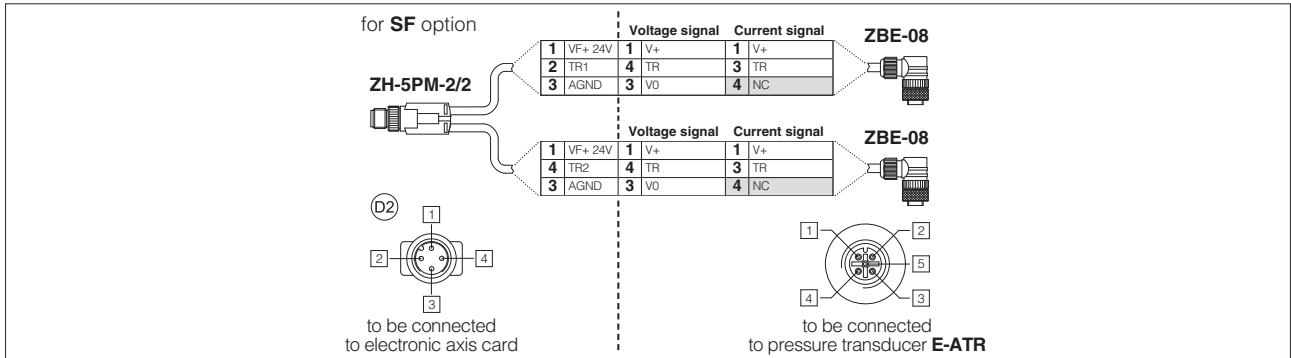 for SF option
Voltage signal Current signal
ZBE-08
1 VF+ 24V 1 V+ 1 V+
2 TR1 4 TR 3 TR
3 AGND 3 V0 4 NC
ZH-5PM-2/2
Voltage signal Current signal
ZBE-08
1 VF+ 24V 1 V+ 1 V+
4 TR2 4 TR 3 TR
3 AGND 3 V0 4 NC
D2
1
2 4
3
1 2
5
4 3
to be connected
to electronic axis card
to be connected
to pressure transducer E-ATR